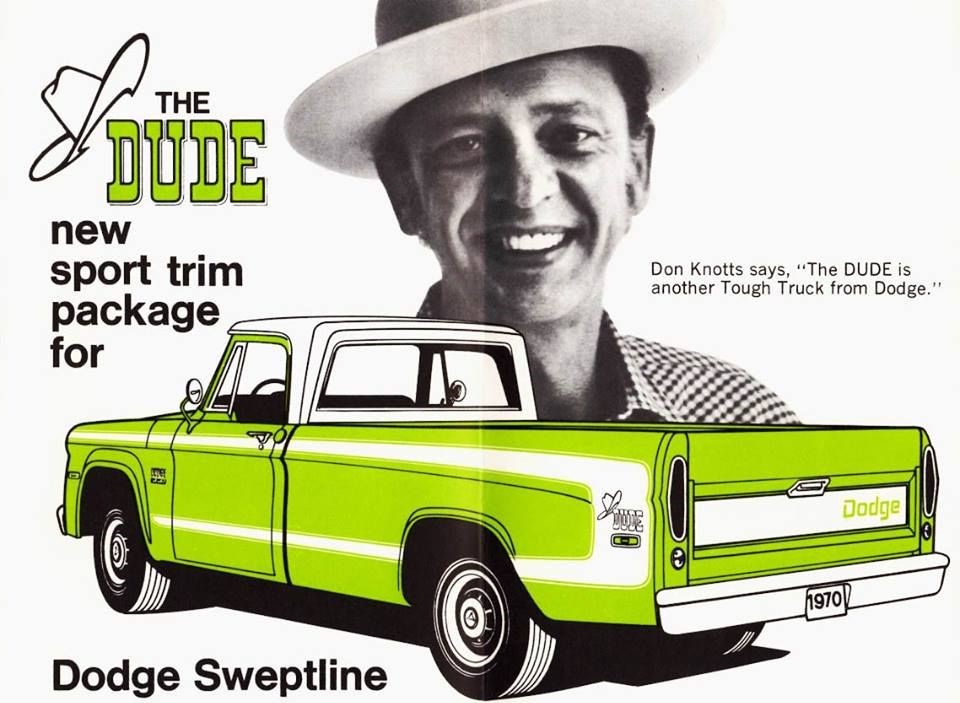 THE
DUDE
new
sport trim
package
for
Don Knotts says, “The DUDE is
another Tough Truck from Dodge.”
DUDE
Dodge
1970
Dodge Sweptline